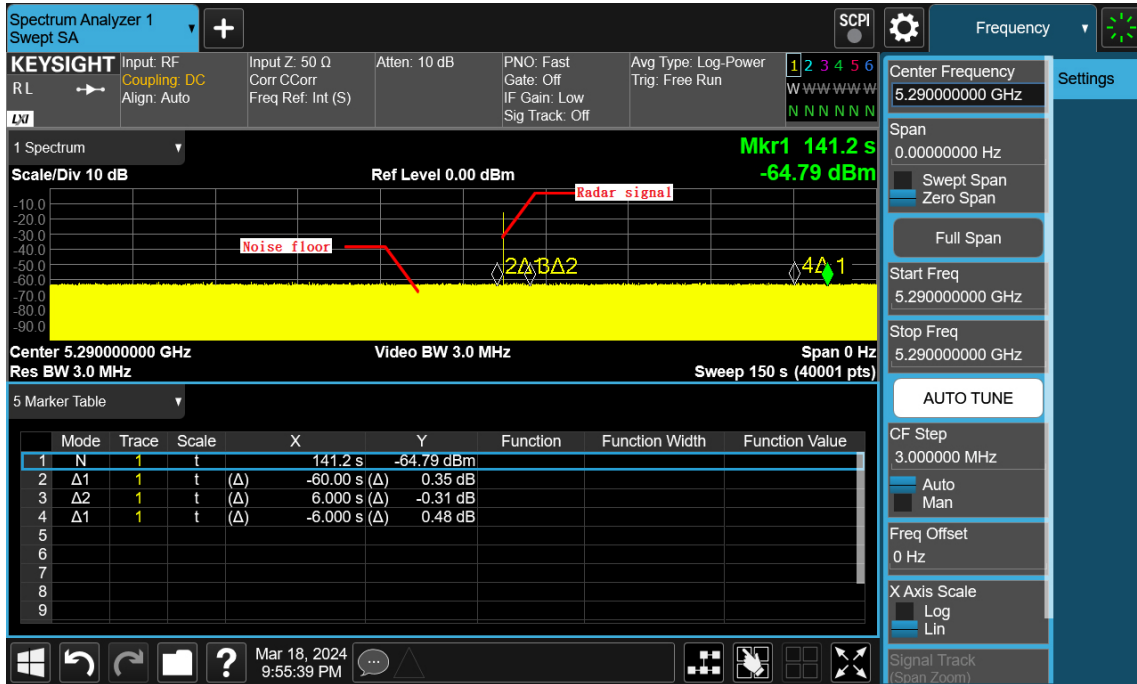 Spectrum Analyzer 1
Swept SA
+
SCPI
Frequency
KEYSIGHT
R L
LXI
Input: RF
Coupling: DC
Align: Auto
Input Z: 50 Ω
Corr CCorr
Freq Ref: Int (S)
Atten: 10 dB
PNO: Fast
Gate: Off
IF Gain: Low
Sig Track: Off
Avg Type: Log-Power
Trig: Free Run
1 2 3 4 5 6
W W W W W W
N N N N N N
1 Spectrum
Mkr1 141.2 s
Scale/Div 10 dB
Ref Level 0.00 dBm
-64.79 dBm
Radar signal
Noise floor
-10.0
-20.0
-30.0
-40.0
-50.0
-60.0
-70.0
-80.0
-90.0
2Δ1 3Δ2
4Δ1
Center 5.290000000 GHz
Video BW 3.0 MHz
Span 0 Hz
Res BW 3.0 MHz
Sweep 150 s (40001 pts)
5 Marker Table
Mode Trace Scale X Y Function Function Width Function Value
1 N 1 t 141.2 s -64.79 dBm
2 Δ1 1 t (Δ) -60.00 s (Δ) 0.35 dB
3 Δ2 1 t (Δ) 6.000 s (Δ) -0.31 dB
4 Δ1 1 t (Δ) -6.000 s (Δ) 0.48 dB
5
6
7
8
9
?
Mar 18, 2024
9:55:39 PM
Center Frequency
5.290000000 GHz
Settings
Span
0.00000000 Hz
Swept Span
Zero Span
Full Span
Start Freq
5.290000000 GHz
Stop Freq
5.290000000 GHz
AUTO TUNE
CF Step
3.000000 MHz
Auto
Man
Freq Offset
0 Hz
X Axis Scale
Log
Lin
Signal Track
(Span Zoom)